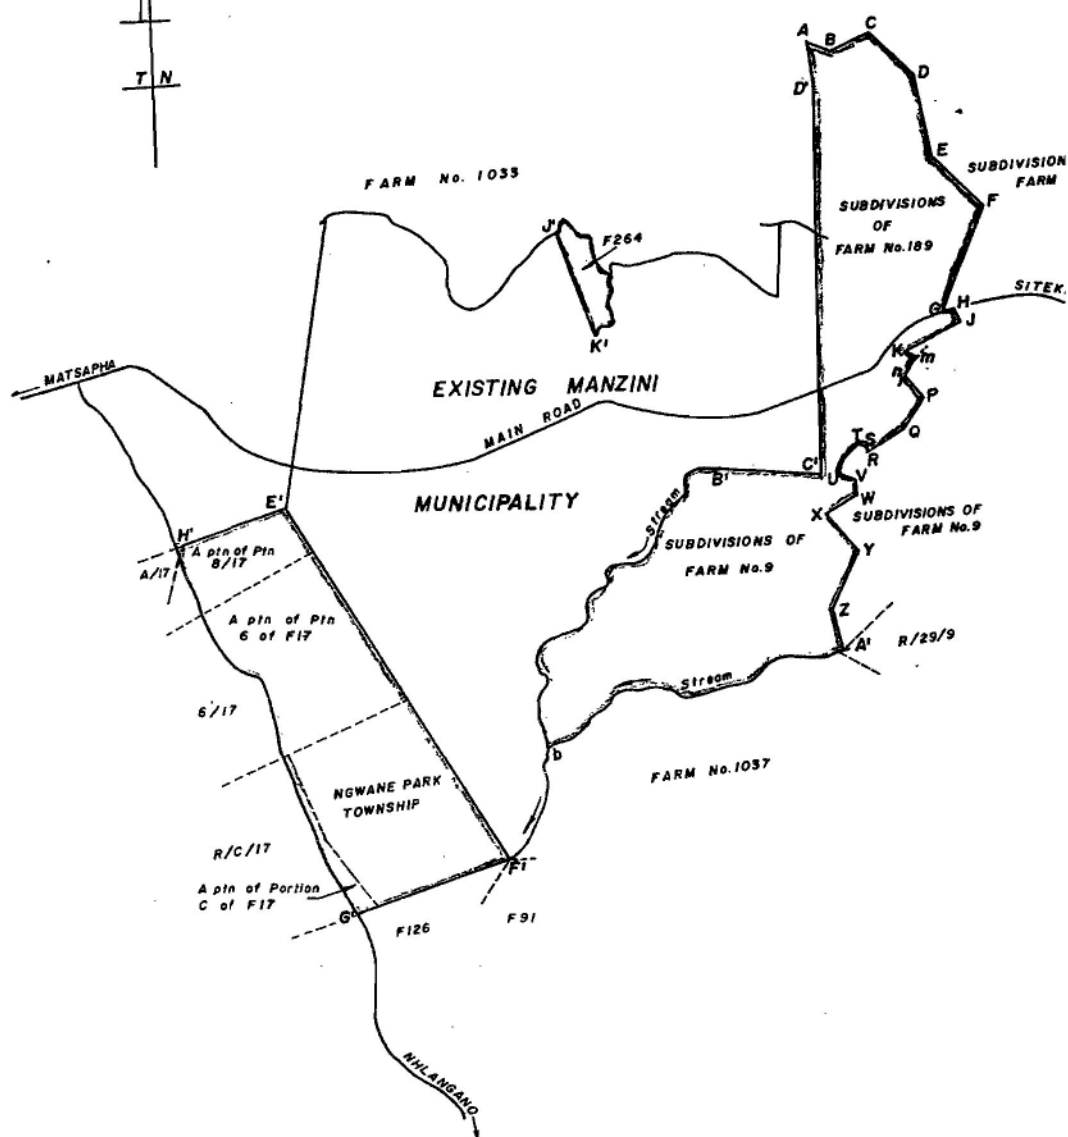 T N
A
B
C
D
D'
E
F
FARM No. 1033
SUBDIVISION
FARM
SUBDIVISIONS
OF
FARM No.189
J'
F264
K'
G
H
J
SITEK
K
m
n
P
Q
MATSAPHA
EXISTING MANZINI
MAIN ROAD
T
S
R
C'
B'
U
V
W
X
MUNICIPALITY
Stream
SUBDIVISIONS OF
FARM No.9
SUBDIVISIONS OF
FARM No.9
E'
H'
A ptn of Ptn
8/17
A/17
Y
Z
A'
R/29/9
A ptn of Ptn
6 of F17
Stream
6/17
b
FARM No.1037
NGWANE PARK
TOWNSHIP
R/C/17
A ptn of Portion
C of F17
F'
G'
F126
F91
NHLANGANO